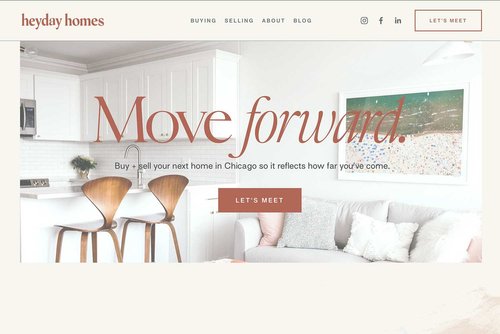 heyday homes
BUYING SELLING ABOUT BLOG
LET'S MEET
Move forward.
Buy + sell your next home in Chicago so it reflects how far you've come.
LET'S MEET